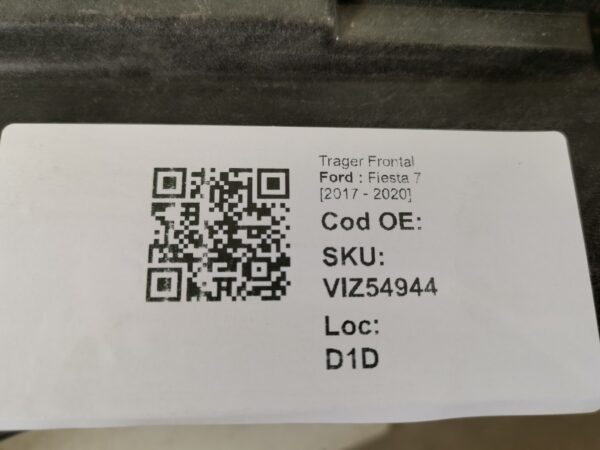 Trager Frontal
Ford : Fiesta 7
[2017 - 2020]
Cod OE:
SKU:
VIZ54944
Loc:
D1D